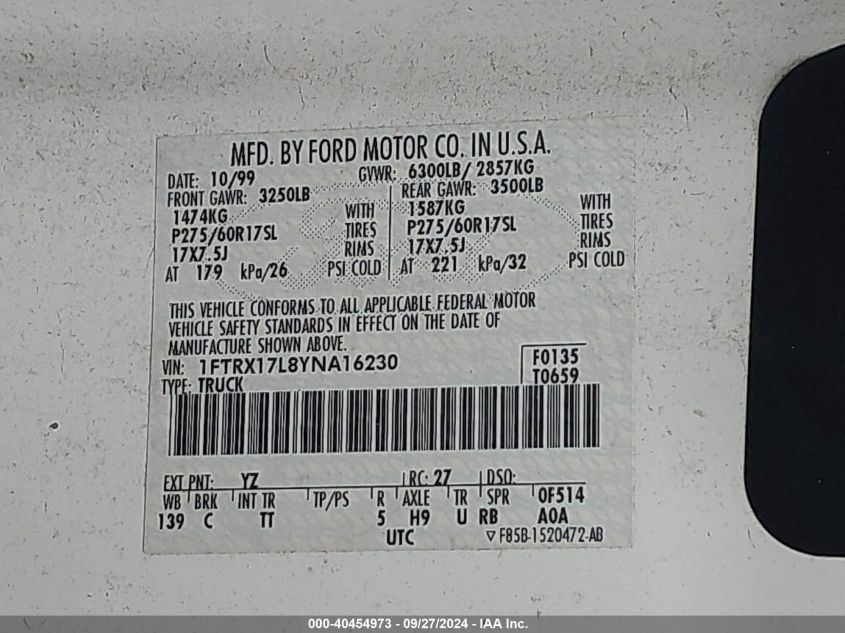 MFD. BY FORD MOTOR CO. IN U.S.A.
DATE: 10/99 GVWR: 6300LB/ 2857KG
FRONT GAWR: 3250LB REAR GAWR: 3500LB
1474KG WITH 1587KG WITH
P275/60R17SL TIRES P275/60R17SL TIRES
17X7.5J RIMS 17X7.5J RIMS
AT 179 kPa/26 PSI COLD AT 221 kPa/32 PSI COLD
THIS VEHICLE CONFORMS TO ALL APPLICABLE FEDERAL MOTOR
VEHICLE SAFETY STANDARDS IN EFFECT ON THE DATE OF
MANUFACTURE SHOWN ABOVE.
VIN: 1FTRX17L8YNA16230 F0135
TYPE: TRUCK T0659
EXT PNT: YZ RC: 27 DSO:
WB BRK INT TR TP/PS R AXLE TR SPR 0F514
139 C TT 5 H9 U RB AOA
UTC ▽F85B-1520472-AB
000-40454973 - 09/27/2024 - IAA Inc.